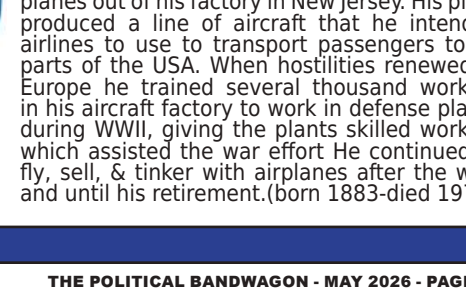 planes out of his factory in New Jersey. His
produced a line of aircraft that he
airlines to use to transport passengers to
parts of the USA. When hostilities renewed
Europe he trained several thousand
in his aircraft factory to work in defense
during WWII, giving the plants skilled
which assisted the war effort He continued
fly, sell, & tinker with airplanes after the
and until his retirement.(born 1883-died
THE POLITICAL BANDWAGON - MAY 2026 -